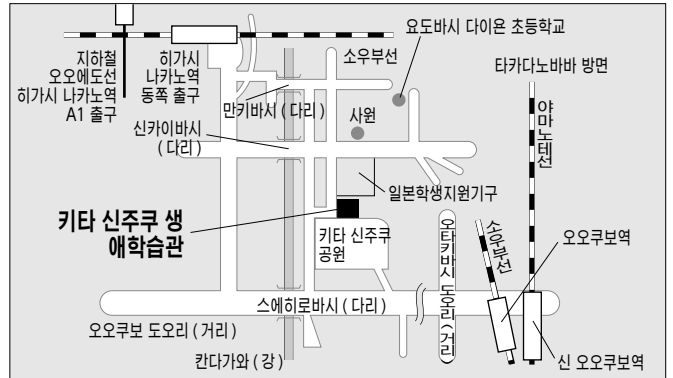 요도바시 다이욘 초등학교
지하철
오오에도선
히가시 나카노역
A1 출구
히가시
나카노역
동쪽 출구
소우부선
타카다노바바 방면
만키바시 ( 다리 )
사원
야마노테선
신카이바시
( 다리 )
일본학생지원기구
키타 신주쿠 생
애학습관
키타 신주쿠
공원
오타키바시 도오리(거리)
소우부선
오오쿠보역
스에히로바시 ( 다리 )
오오쿠보 도오리 ( 거리 )
칸다가와 ( 강 )
신 오오쿠보역